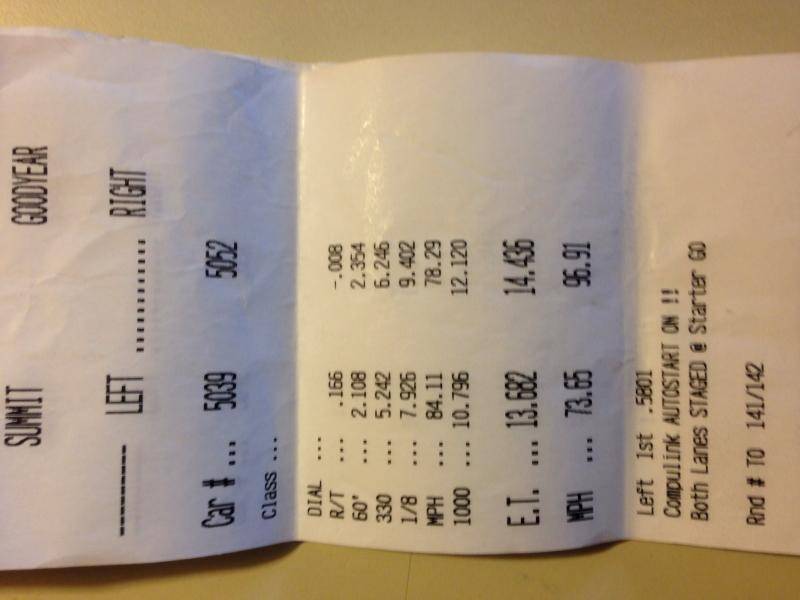 SUMMIT GOODYEAR
---------- LEFT ............. RIGHT
Car # ... 5039 5052
Class ...
DIAL ...
R/T ... .166 -.008
60' ... 2.108 2.354
330 ... 5.242 6.246
1/8 ... 7.926 9.402
MPH ... 84.11 78.29
1000 ... 10.796 12.120
E.T. ... 13.682 14.436
MPH ... 73.65 96.91
Left 1st .5801
Compulink AUTOSTART ON !!
Both Lanes STAGED @ Starter GO
Rnd # TO 141/142